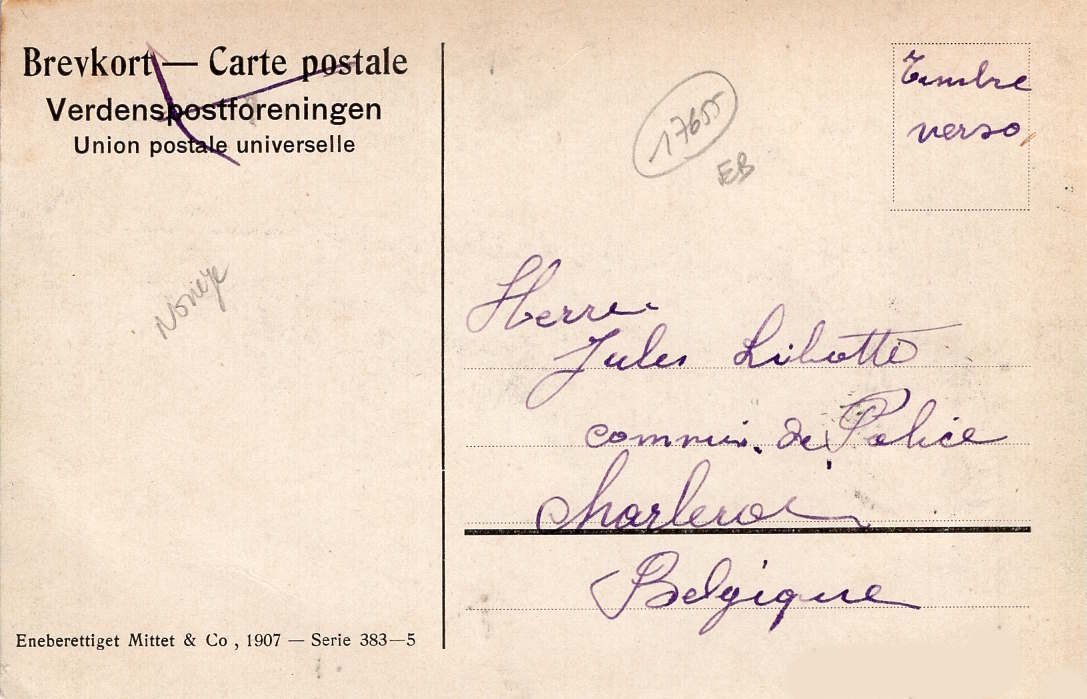 Brevkort — Carte postale
Verdenspostforeningen
Union postale universelle
Timbre
verso
17655
EB
Norvège
Herre
Jules Libotte
commis. de Police
Charleroi
Belgique
Eneberettiget Mittet & Co , 1907 — Serie 383—5